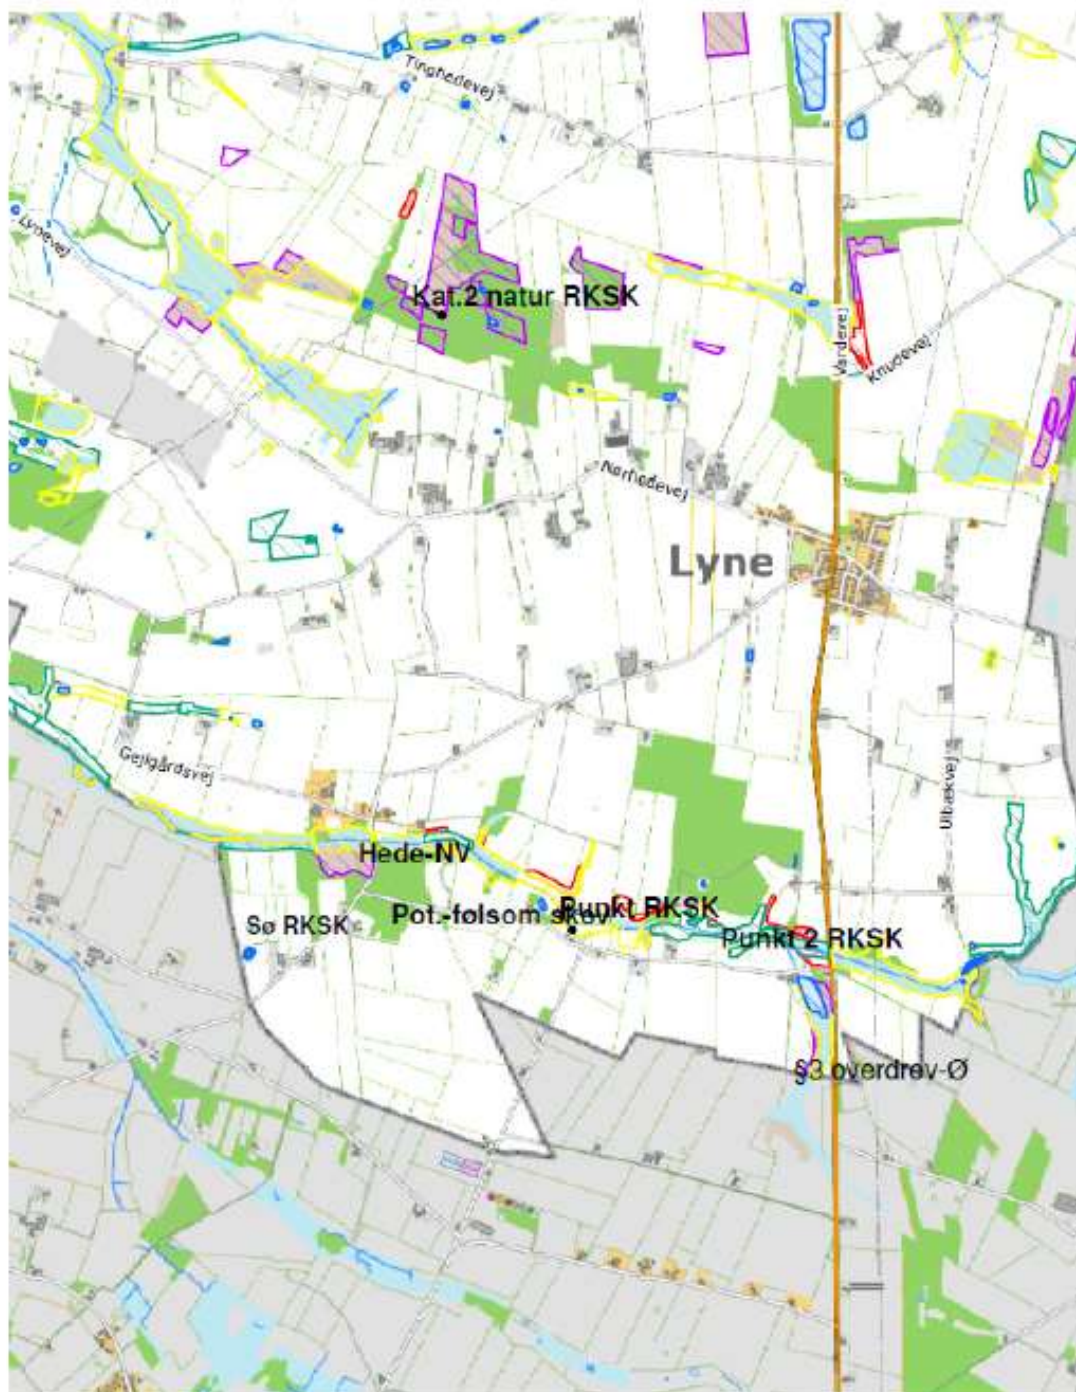 Tinghedevej
Lynevej
Kat.2 natur RKSK
Vardevej
Knudevej
Nørhedevej
Lyne
Gejlgårdsvej
Ulbækvej
Hede-NV
Pot.-følsom skov
Punkt RKSK
Sø RKSK
Punkt 2 RKSK
§3 overdrev-Ø